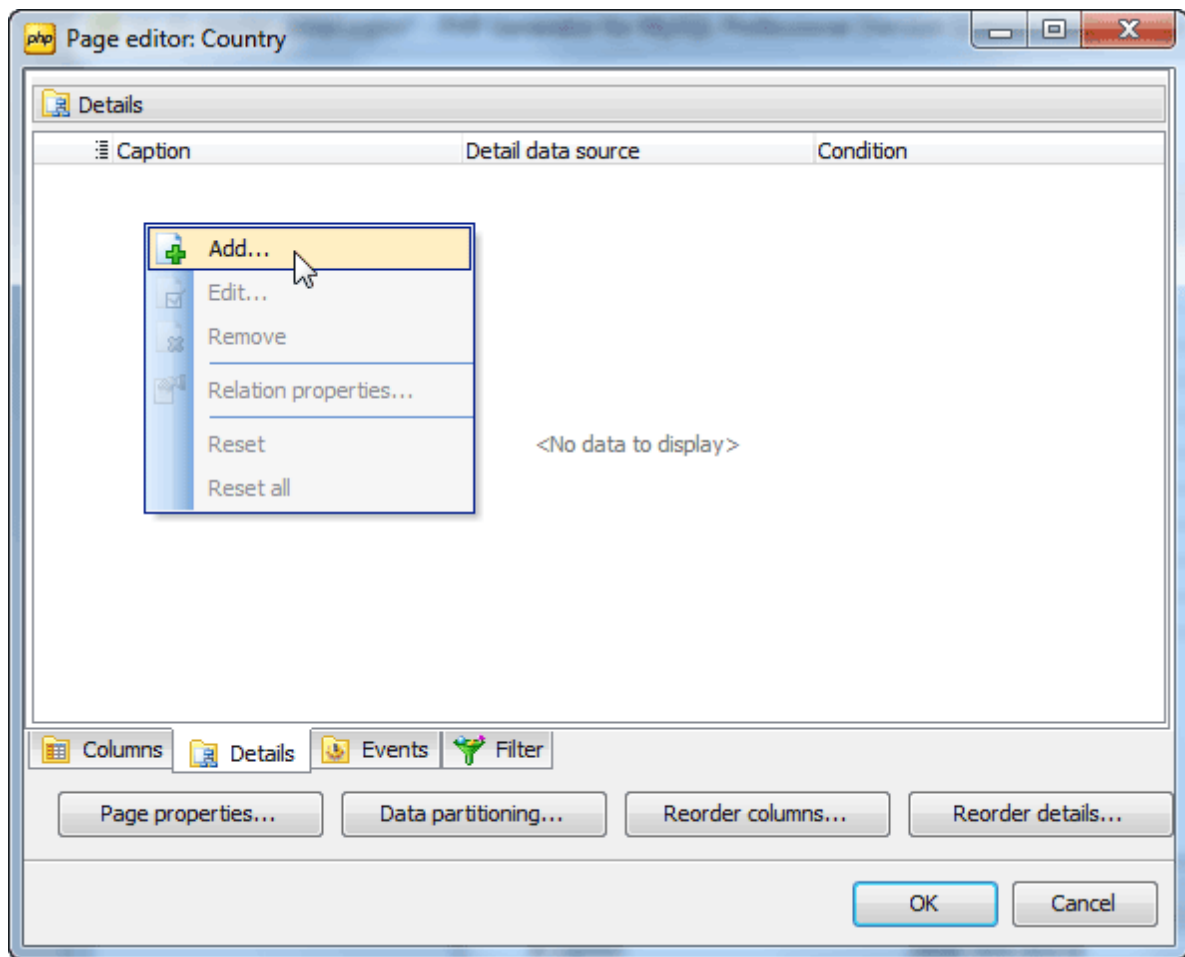 php Page editor: Country
Details
Caption Detail data source Condition
Add...
Edit...
Remove
Relation properties...
Reset
<No data to display>
Reset all
Columns Details Events Filter
Page properties... Data partitioning... Reorder columns... Reorder details...
OK Cancel